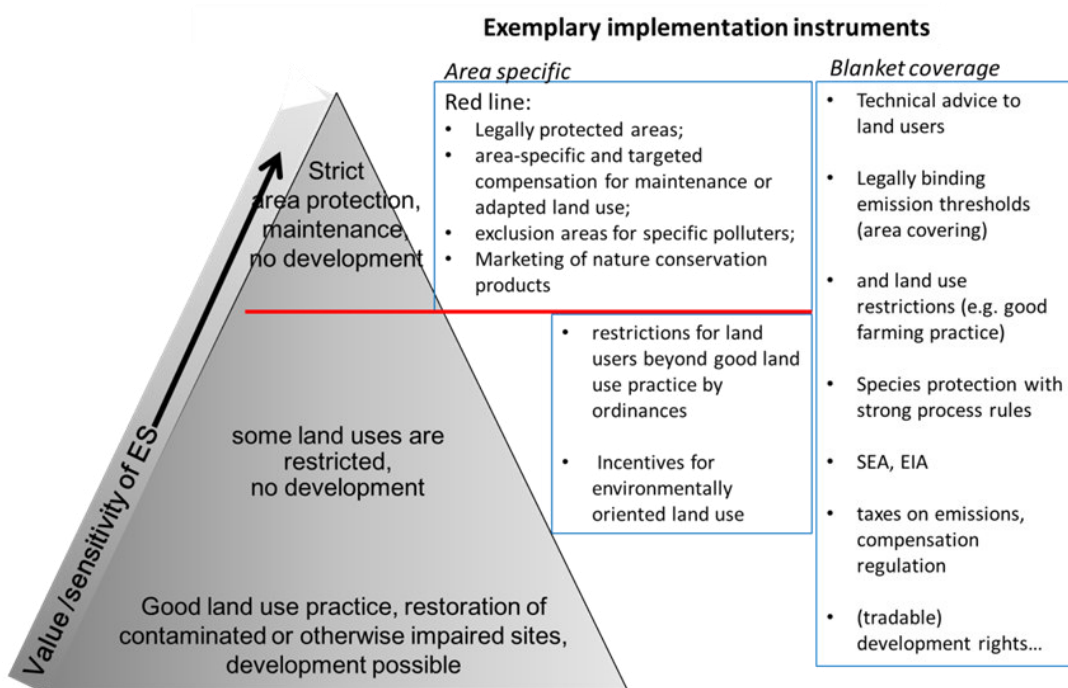 Exemplary implementation instruments
Area specific
Blanket coverage
Value /sensitivity of ES
Strict
area protection,
maintenance,
no development
some land uses are
restricted,
no development
Good land use practice, restoration of
contaminated or otherwise impaired sites,
development possible
Red line:
• Legally protected areas;
• area-specific and targeted
compensation for maintenance or
adapted land use;
• exclusion areas for specific polluters;
• Marketing of nature conservation
products
• restrictions for land
users beyond good land
use practice by
ordinances
• Incentives for
environmentally
oriented land use
• Technical advice to
land users
• Legally binding
emission thresholds
(area covering)
• and land use
restrictions (e.g. good
farming practice)
• Species protection with
strong process rules
• SEA, EIA
• taxes on emissions,
compensation
regulation
• (tradable)
development rights…